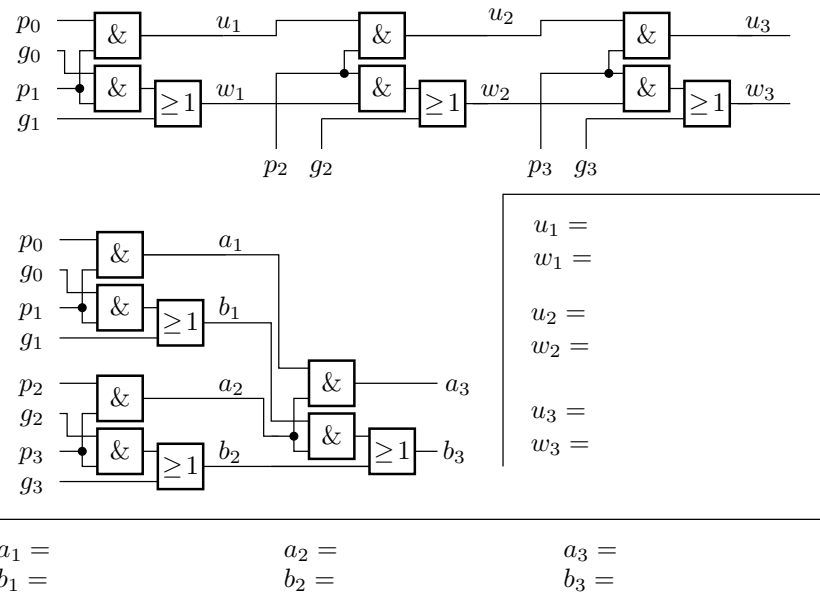 p₀ & u₁ & u₂ & u₃
g₀
p₁ & ≥1 w₁ & ≥1 w₂ & ≥1 w₃
g₁
p₂ g₂ p₃ g₃
p₀ & a₁
g₀
p₁ & ≥1 b₁
g₁
p₂ & a₂ & a₃
g₂
p₃ & ≥1 b₂ & ≥1 b₃
g₃
u₁ =
w₁ =
u₂ =
w₂ =
u₃ =
w₃ =
a₁ = a₂ = a₃ =
b₁ = b₂ = b₃ =